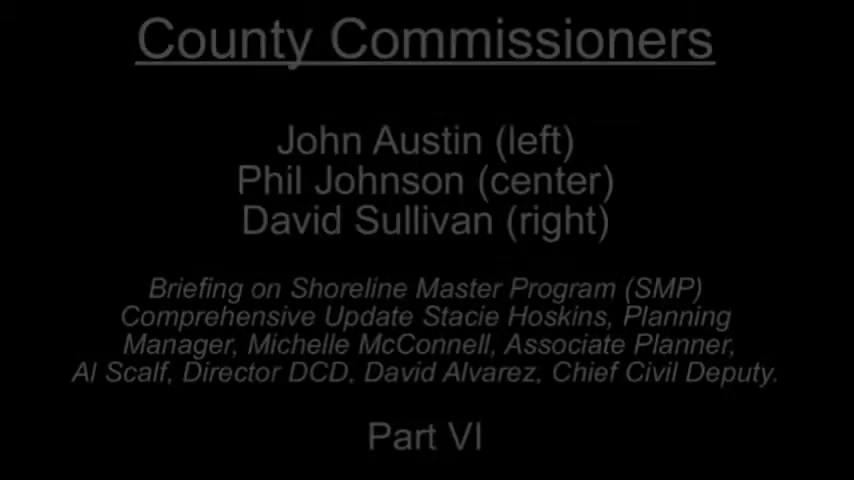 County Commissioners
John Austin (left)
Phil Johnson (center)
David Sullivan (right)
Briefing on Shoreline Master Program (SMP)
Comprehensive Update Stacie Hoskins, Planning
Manager, Michelle McConnell, Associate Planner,
Al Scalf, Director DCD, David Alvarez, Chief Civil Deputy.
Part VI